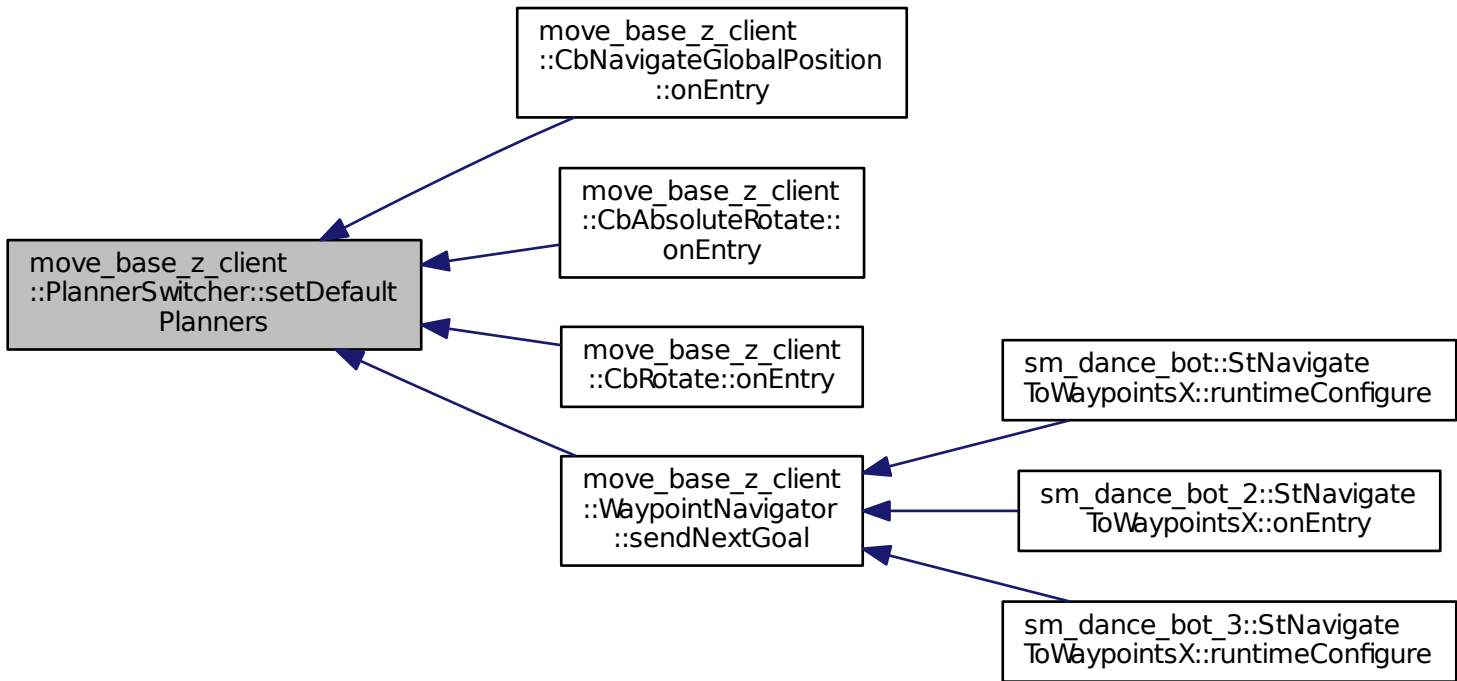 move_base_z_client
::CbNavigateGlobalPosition
::onEntry
move_base_z_client
::CbAbsoluteRotate::
onEntry
move_base_z_client
::PlannerSwitcher::setDefault
Planners
move_base_z_client
::CbRotate::onEntry
sm_dance_bot::StNavigate
ToWaypointsX::runtimeConfigure
move_base_z_client
::WaypointNavigator
::sendNextGoal
sm_dance_bot_2::StNavigate
ToWaypointsX::onEntry
sm_dance_bot_3::StNavigate
ToWaypointsX::runtimeConfigure